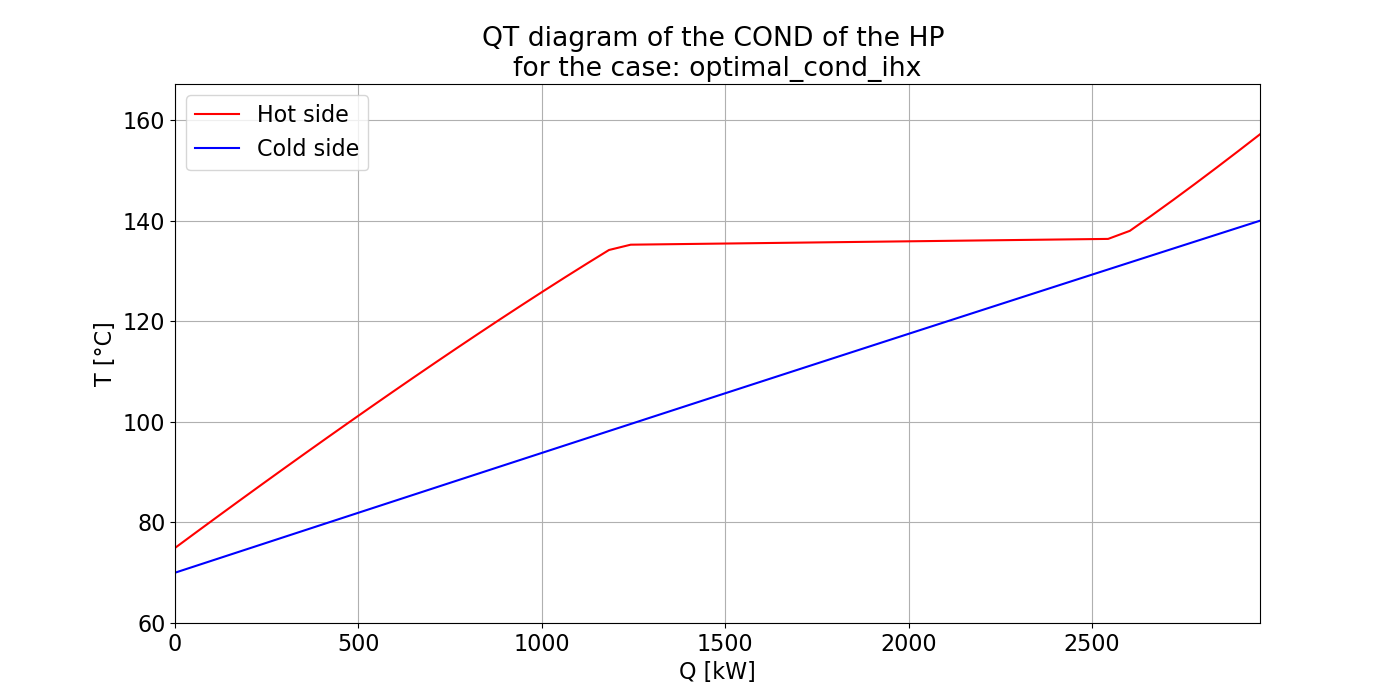 QT diagram of the COND of the HP
for the case: optimal_cond_ihx
Hot side
Cold side
T [°C]
160
140
120
100
80
60
0 500 1000 1500 2000 2500
Q [kW]